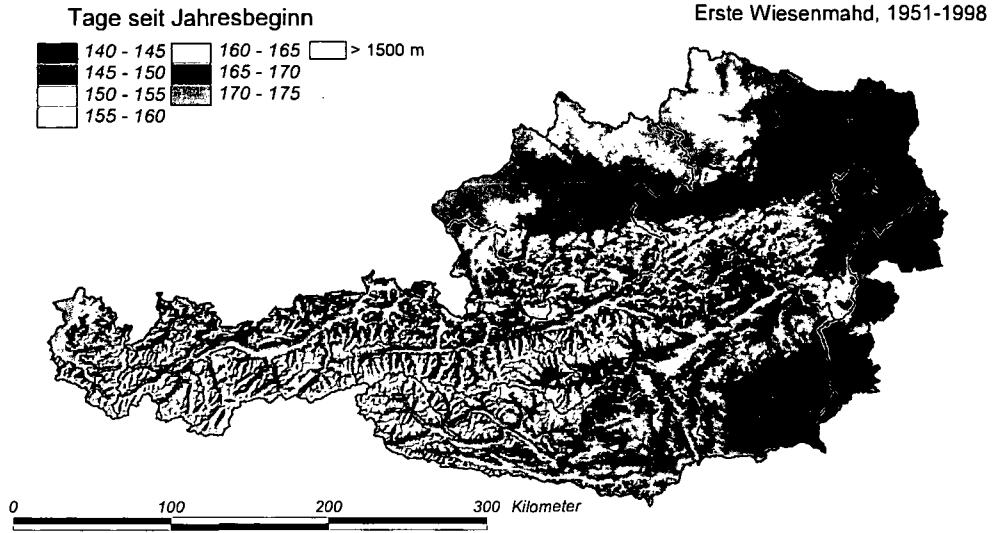 Tage seit Jahresbeginn
Erste Wiesenmahd, 1951-1998
140 - 145
160 - 165
> 1500 m
145 - 150
165 - 170
150 - 155
170 - 175
155 - 160
0 100 200 300 Kilometer